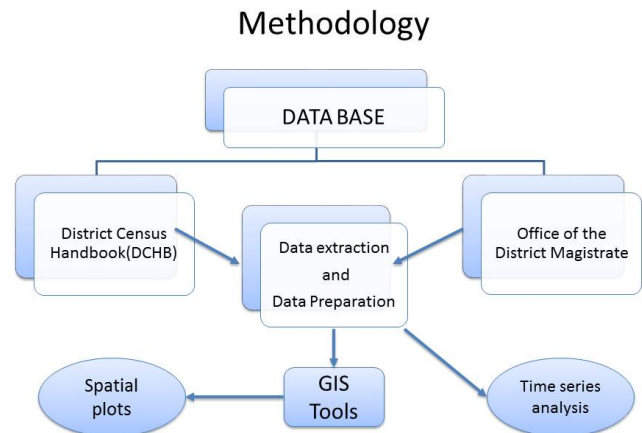 Methodology
DATA BASE
District Census
Handbook(DCHB)
Data extraction
and
Data Preparation
Office of the
District Magistrate
Spatial
plots
GIS
Tools
Time series
analysis